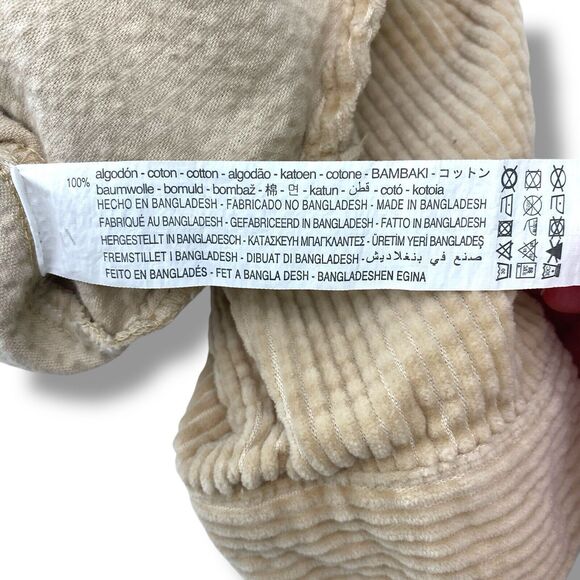 100% algodón - coton - cotton - algodão - katoen - cotone - BAMBAKI - コットン
baumwolle - bomuld - bombaž - 棉 - 면 - katun - قطن - cotó - kotoia
HECHO EN BANGLADESH - FABRICADO NO BANGLADESH - MADE IN BANGLADESH
FABRIQUÉ AU BANGLADESH - GEFABRICEERD IN BANGLADESH - FATTO IN BANGLADESH
HERGESTELLT IN BANGLADESCH - ΚΑΤΑΣΚΕΥΗ ΜΠΑΓΚΛΑΝΤΕΣ - ÜRETİM YERİ BANGLADEŞ
FREMSTILLET I BANGLADESH - DIBUAT DI BANGLADESH - صنع في بنغلاديش
FEITO EN BANGLADÉS - FET A BANGLA DESH - BANGLADESHEN EGINA